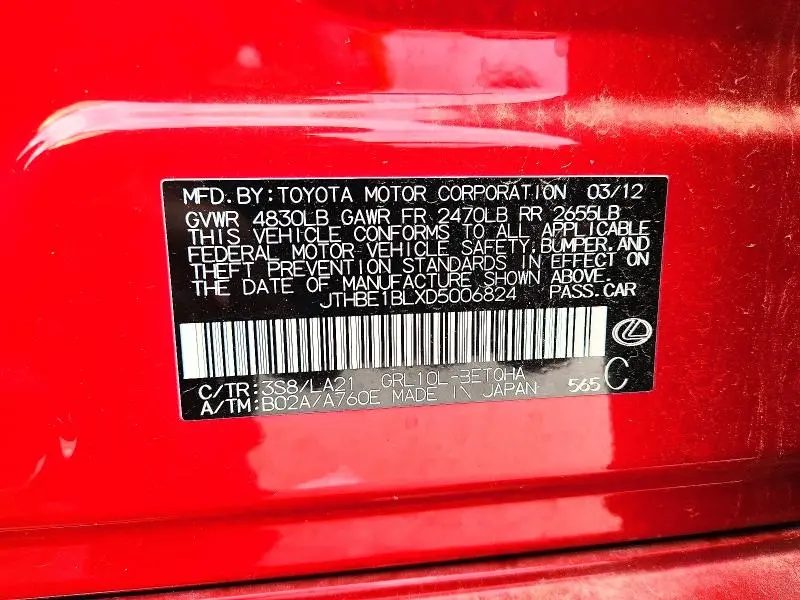 MFD.BY:TOYOTA MOTOR CORPORATION 03/12
GVWR 4830LB GAWR FR 2470LB RR 2655LB
THIS VEHICLE CONFORMS TO ALL APPLICABLE
FEDERAL MOTOR VEHICLE SAFETY,BUMPER,AND
THEFT PREVENTION STANDARDS IN EFFECT ON
THE DATE OF MANUFACTURE SHOWN ABOVE.
JTHBE1BLXD5006824 PASS.CAR
C/TR:3S8/LA21 GRL10L-BETQHA 565 C
A/TM:B02A/A760E MADE IN JAPAN